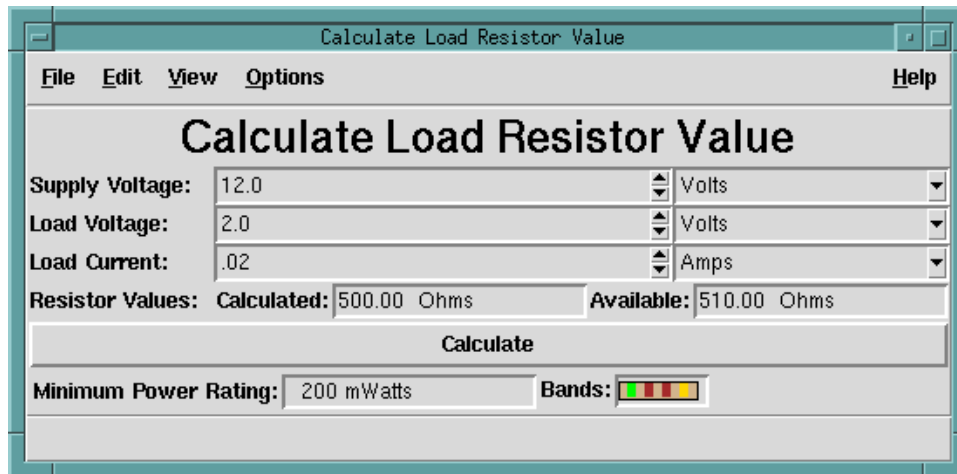 Calculate Load Resistor Value
File Edit View Options Help
Calculate Load Resistor Value
Supply Voltage: 12.0 Volts
Load Voltage: 2.0 Volts
Load Current: .02 Amps
Resistor Values: Calculated: 500.00 Ohms Available: 510.00 Ohms
Calculate
Minimum Power Rating: 200 mWatts Bands: